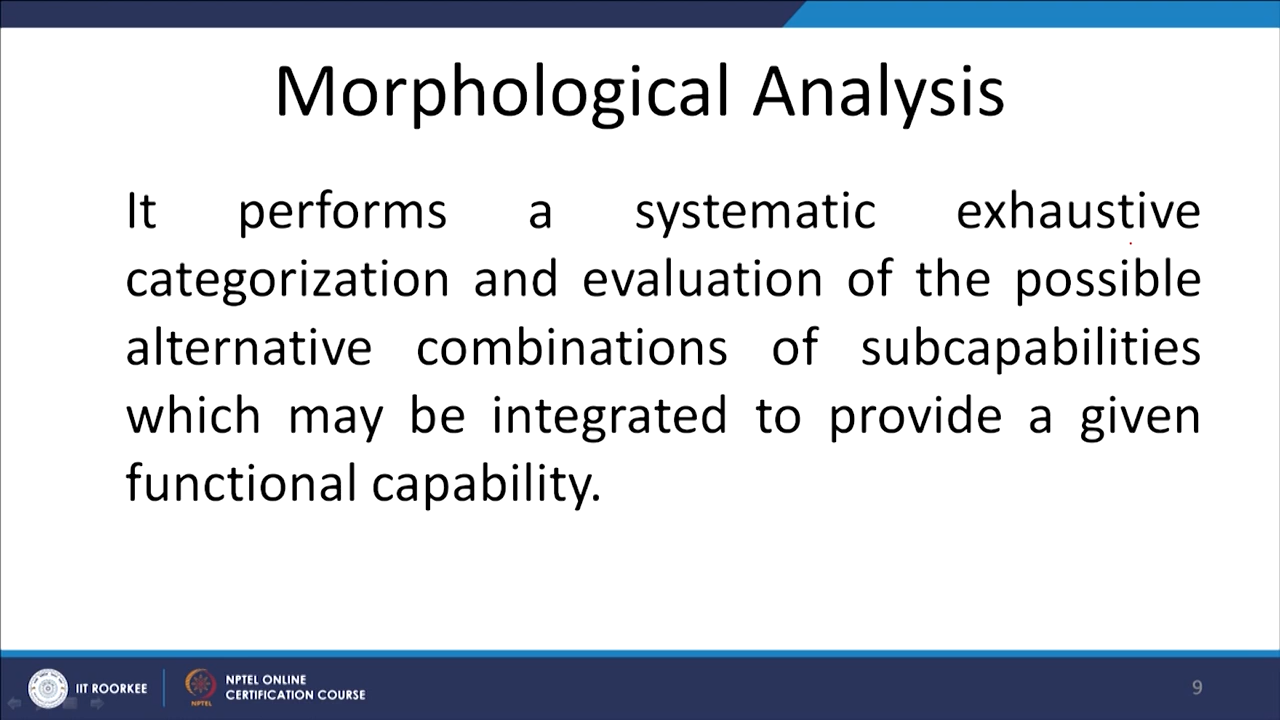 Morphological Analysis
It performs a systematic exhaustive
categorization and evaluation of the possible
alternative combinations of subcapabilities
which may be integrated to provide a given
functional capability.
IIT ROORKEE
NPTEL
NPTEL ONLINE
CERTIFICATION COURSE
9